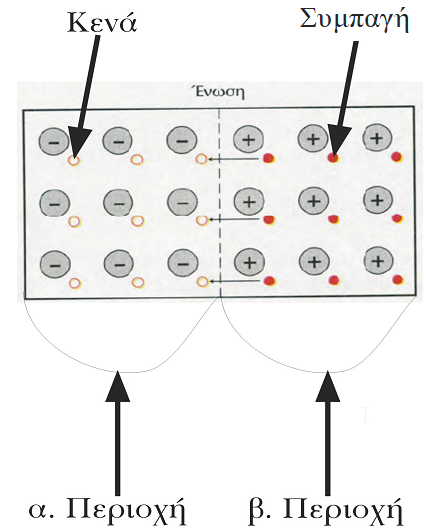 Κενά
Συμπαγή
Ένωση
− − − + + +
− − − + + +
− − − + + +
α. Περιοχή
β. Περιοχή